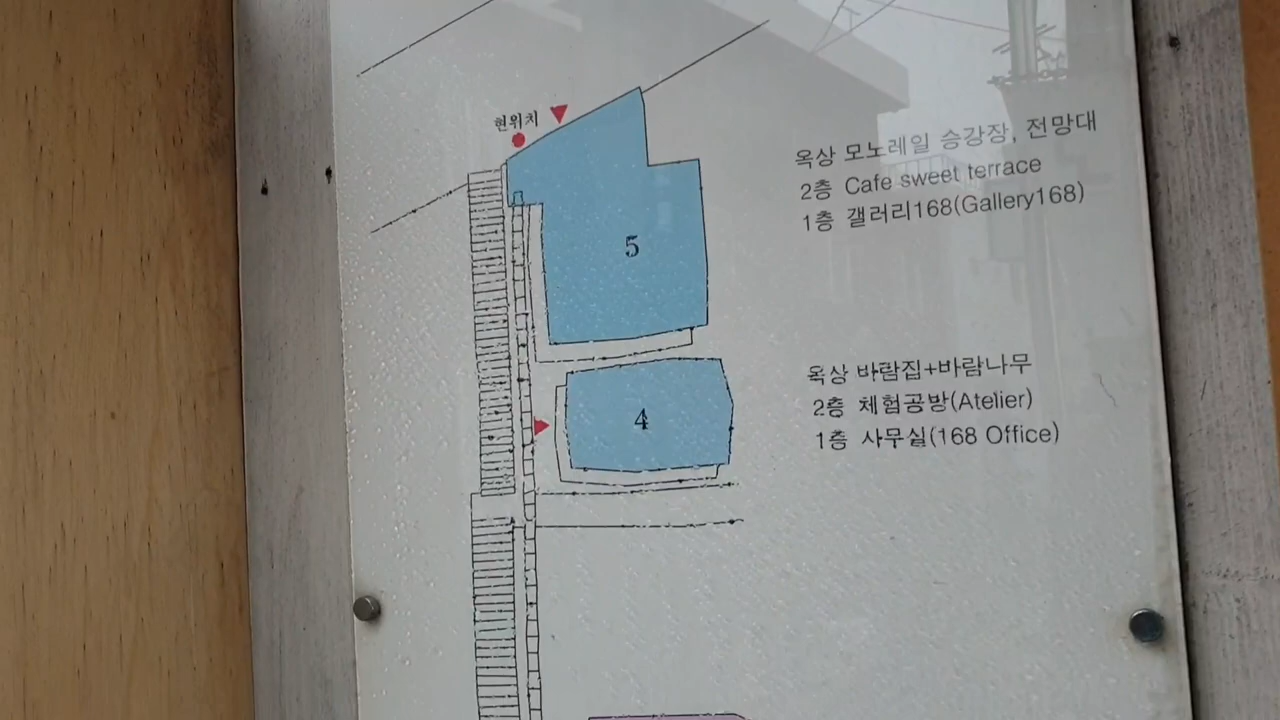 현위치
옥상 모노레일 승강장, 전망대
2층 Cafe sweet terrace
1층 갤러리168(Gallery168)
5
옥상 바람집+바람나무
2층 체험공방(Atelier)
1층 사무실(168 Office)
4